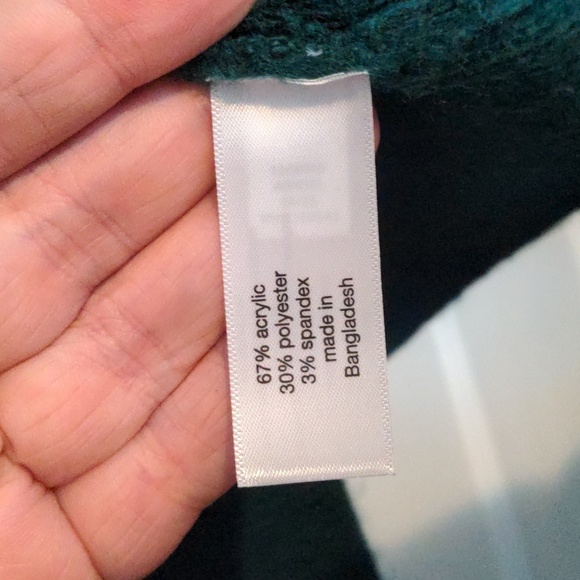 67% acrylic
30% polyester
3% spandex
made in
Bangladesh